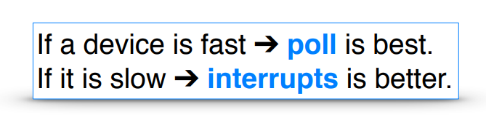 If a device is fast ➔ poll is best.
If it is slow ➔ interrupts is better.